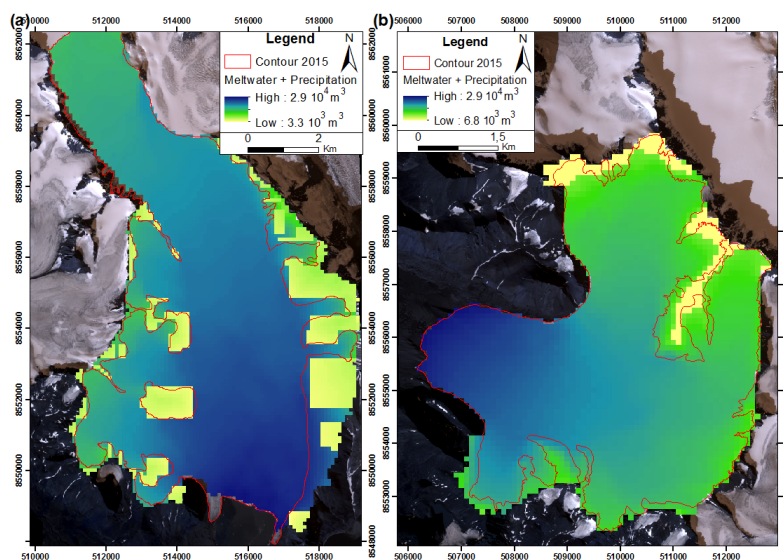 (a)
510000 512000 514000 516000 518000
8562000
8560000
8558000
8556000
8554000
8552000
8550000
8548000
Legend
N
Contour 2015
Meltwater + Precipitation
High : 2.9 10⁴ m³
Low : 3.3 10³ m³
0 2
Km
(b)
506000 507000 508000 509000 510000 511000 512000
8561000
8560000
8559000
8558000
8557000
8556000
8555000
8554000
8553000
Legend
N
Contour 2015
Meltwater + Precipitation
High : 2.9 10⁴ m³
Low : 6.8 10³ m³
0 1,5
Km